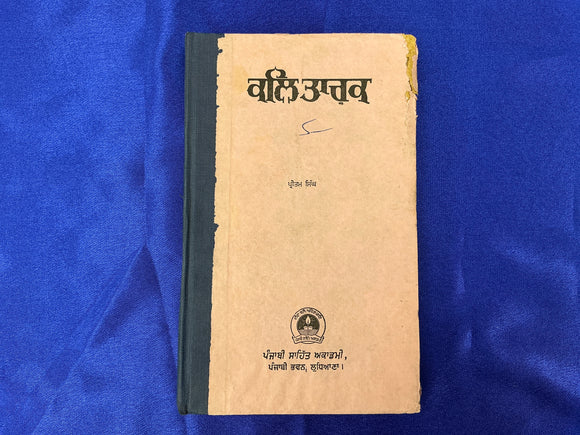 ਕਲਿ ਤਾਰਕ
ਪ੍ਰੀਤਮ ਸਿੰਘ
ਪੰਜਾਬੀ ਸਾਹਿੱਤ ਅਕਾਡਮੀ,
ਪੰਜਾਬੀ ਭਵਨ, ਲੁਧਿਆਣਾ।